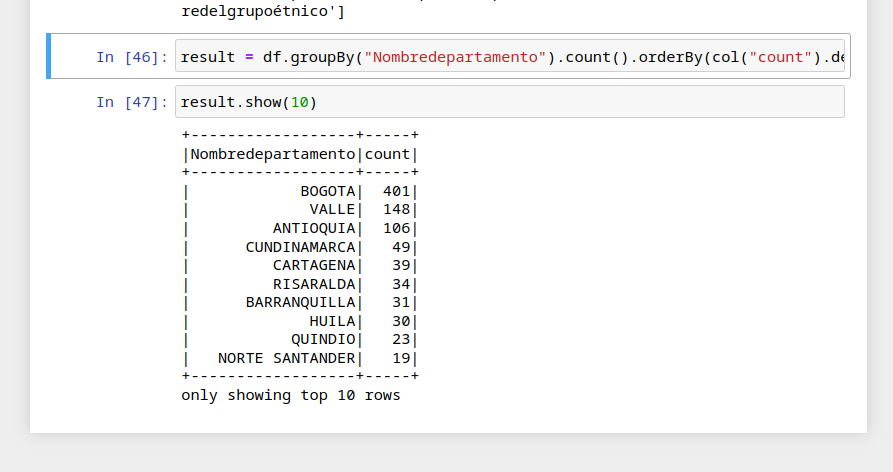 redelgrupoétnico']
In [46]: result = df.groupBy("Nombredepartamento").count().orderBy(col("count").de
In [47]: result.show(10)
+------------------+-----+
|Nombredepartamento|count|
+------------------+-----+
|            BOGOTA|  401|
|             VALLE|  148|
|         ANTIOQUIA|  106|
|      CUNDINAMARCA|   49|
|         CARTAGENA|   39|
|         RISARALDA|   34|
|      BARRANQUILLA|   31|
|             HUILA|   30|
|           QUINDIO|   23|
|   NORTE SANTANDER|   19|
+------------------+-----+
only showing top 10 rows